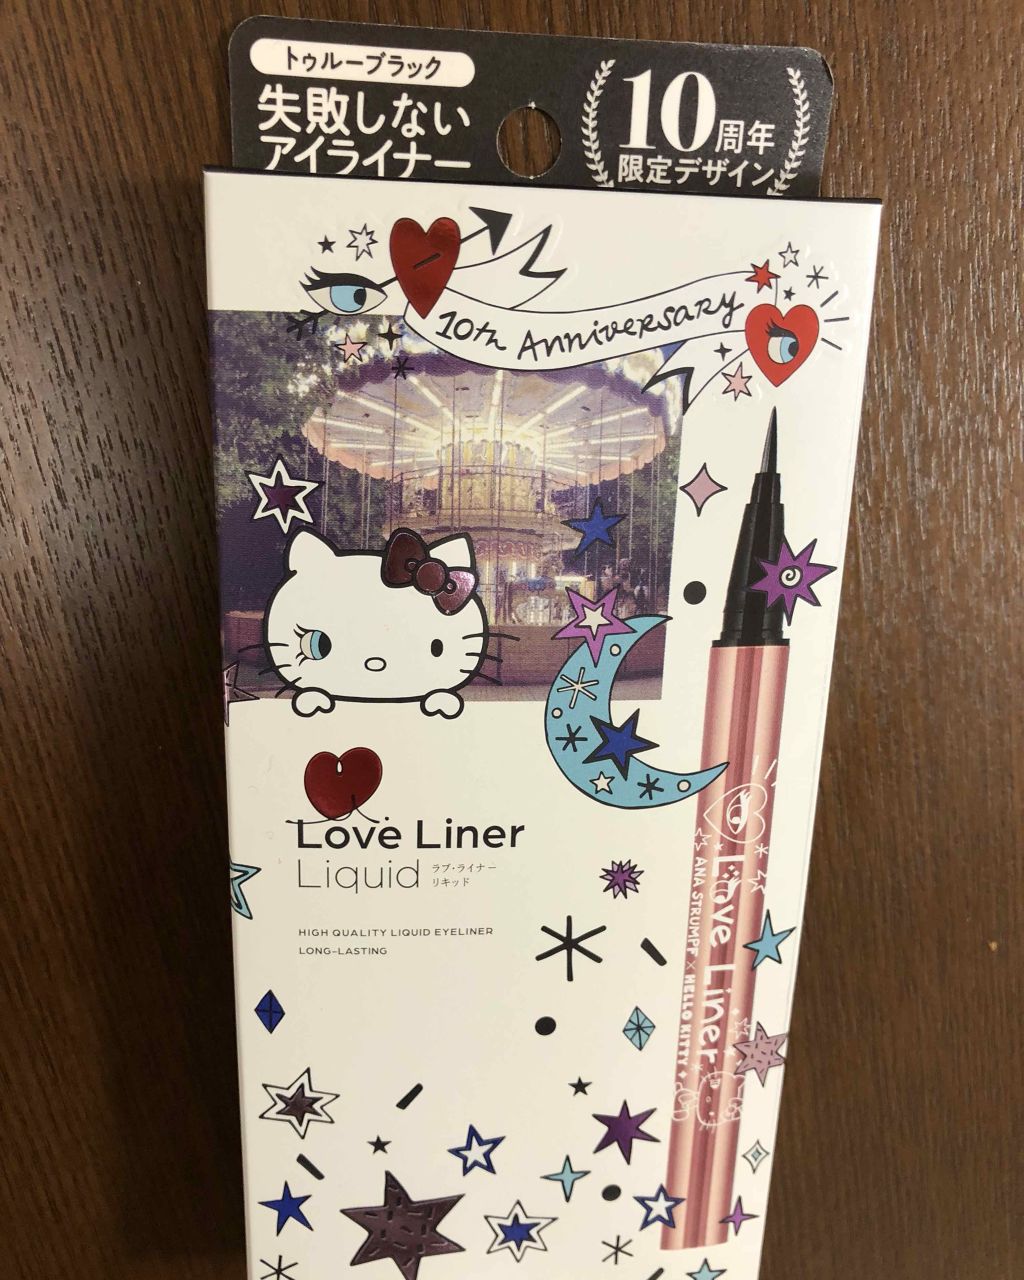 トゥルーブラック
失敗しない
アイライナー
10周年
限定デザイン
10th Anniversary
Love Liner
Liquid ラブ・ライナー
リキッド
HIGH QUALITY LIQUID EYELINER
LONG-LASTING
Love Liner
ANA STRUMPF × HELLO KITTY